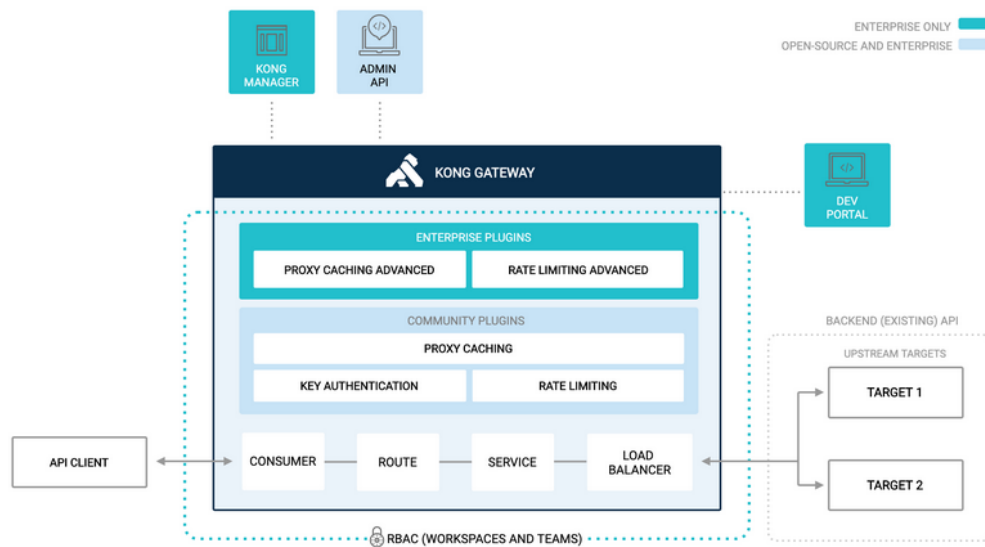 ENTERPRISE ONLY
OPEN-SOURCE AND ENTERPRISE
KONG
MANAGER
ADMIN
API
KONG GATEWAY
DEV
PORTAL
ENTERPRISE PLUGINS
PROXY CACHING ADVANCED
RATE LIMITING ADVANCED
COMMUNITY PLUGINS
PROXY CACHING
KEY AUTHENTICATION
RATE LIMITING
BACKEND (EXISTING) API
UPSTREAM TARGETS
TARGET 1
API CLIENT
CONSUMER
ROUTE
SERVICE
LOAD
BALANCER
TARGET 2
RBAC (WORKSPACES AND TEAMS)